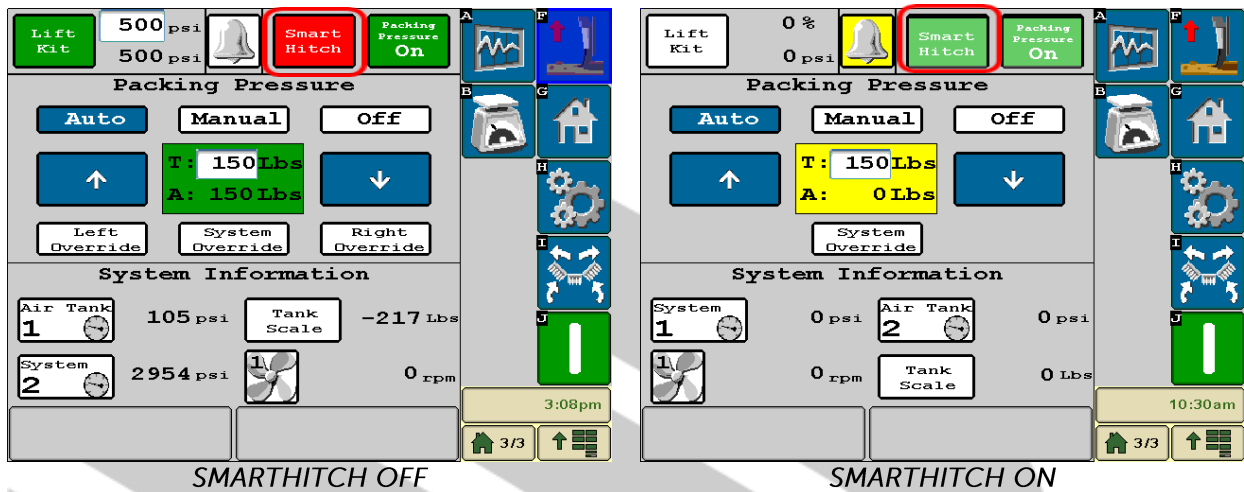 Lift Kit
500 psi
500 psi
Smart Hitch
Packing Pressure On
A
F
Packing Pressure
B
G
Auto
Manual
Off
T: 150 Lbs
A: 150 Lbs
H
Left Override
System Override
Right Override
I
System Information
Air Tank 1
105 psi
Tank Scale
-217 Lbs
J
System 2
2954 psi
1
0 rpm
3:08pm
3/3
SMARTHITCH OFF
Lift Kit
0 %
0 psi
Smart Hitch
Packing Pressure On
A
F
Packing Pressure
B
G
Auto
Manual
Off
T: 150 Lbs
A: 0 Lbs
H
System Override
I
System Information
System 1
0 psi
Air Tank 2
0 psi
J
1
0 rpm
Tank Scale
0 Lbs
10:30am
3/3
SMARTHITCH ON